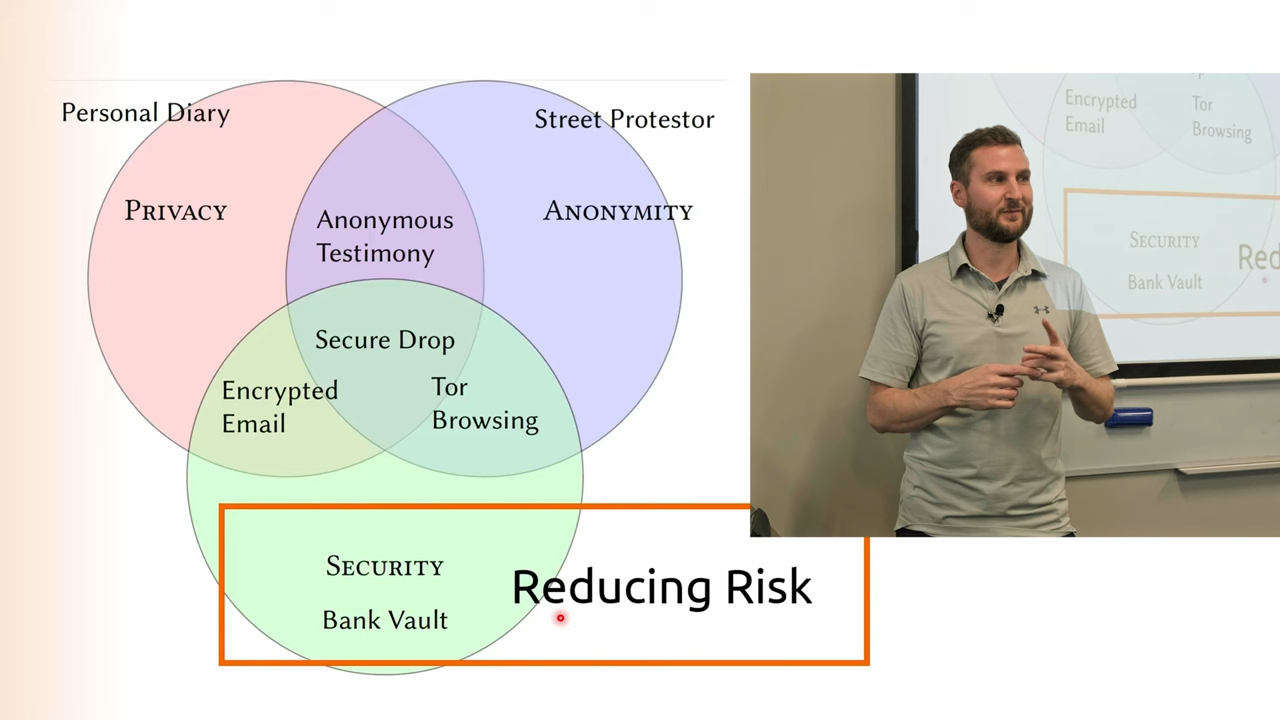 Personal Diary
Street Protestor
PRIVACY
ANONYMITY
Anonymous
Testimony
Secure Drop
Encrypted
Email
Tor
Browsing
SECURITY
Bank Vault
Reducing Risk
Encrypted
Email
Tor
Browsing
SECURITY
Bank Vault
Red